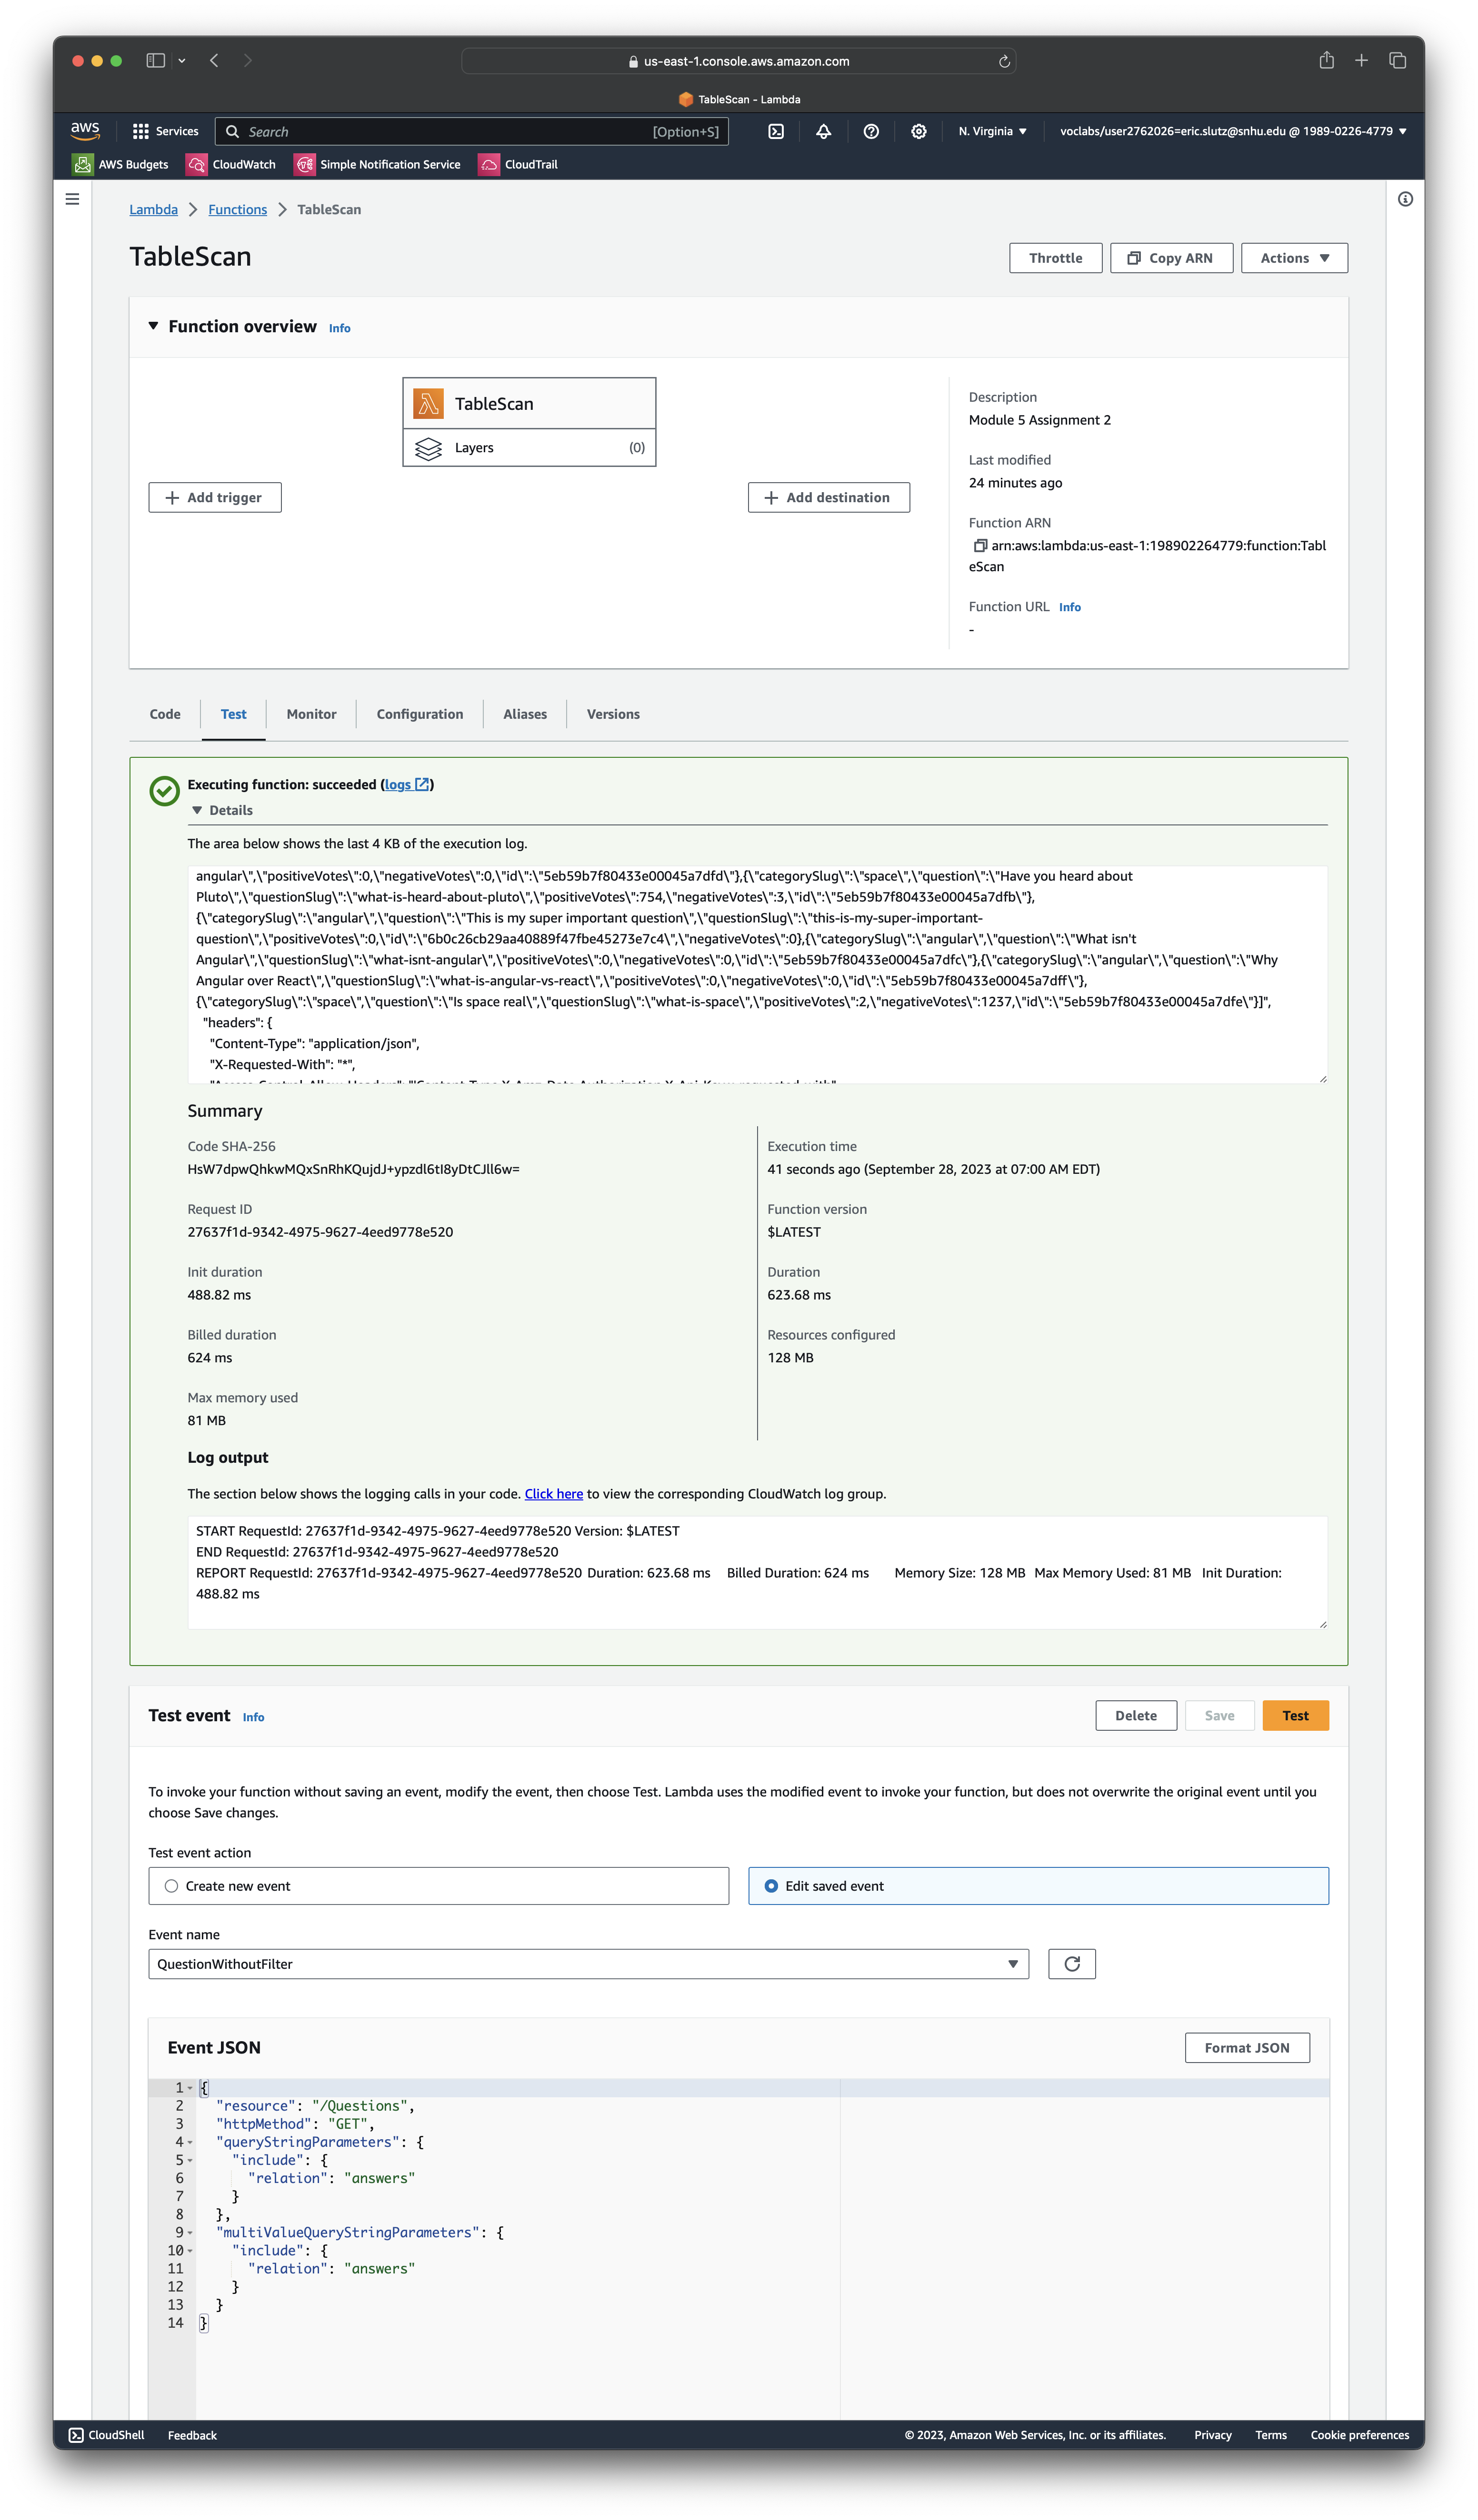 us-east-1.console.aws.amazon.com
TableScan - Lambda
aws
Services
Search
[Option+S]
N. Virginia
voclabs/user2762026=eric.slutz@snhu.edu @ 1989-0226-4779
AWS Budgets
CloudWatch
Simple Notification Service
CloudTrail
Lambda
Functions
TableScan
TableScan
Throttle
Copy ARN
Actions
Function overview Info
TableScan
Layers (0)
Add trigger
Add destination
Description
Module 5 Assignment 2
Last modified
24 minutes ago
Function ARN
arn:aws:lambda:us-east-1:198902264779:function:Tabl
eScan
Function URL Info
-
Code
Test
Monitor
Configuration
Aliases
Versions
Executing function: succeeded (logs)
Details
The area below shows the last 4 KB of the execution log.
angular\",\"positiveVotes\":0,\"negativeVotes\":0,\"id\":\"5eb59b7f80433e00045a7dfd\"},{\"categorySlug\":\"space\",\"question\":\"Have you heard about
Pluto\",\"questionSlug\":\"what-is-heard-about-pluto\",\"positiveVotes\":754,\"negativeVotes\":3,\"id\":\"5eb59b7f80433e00045a7dfb\"},
{\"categorySlug\":\"angular\",\"question\":\"This is my super important question\",\"questionSlug\":\"this-is-my-super-important-
question\",\"positiveVotes\":0,\"id\":\"6b0c26cb29aa40889f47fbe45273e7c4\",\"negativeVotes\":0},{\"categorySlug\":\"angular\",\"question\":\"What isn't
Angular\",\"questionSlug\":\"what-isnt-angular\",\"positiveVotes\":0,\"negativeVotes\":0,\"id\":\"5eb59b7f80433e00045a7dfc\"},{\"categorySlug\":\"angular\",\"question\":\"Why
Angular over React\",\"questionSlug\":\"what-is-angular-vs-react\",\"positiveVotes\":0,\"negativeVotes\":0,\"id\":\"5eb59b7f80433e00045a7dff\"},
{\"categorySlug\":\"space\",\"question\":\"Is space real\",\"questionSlug\":\"what-is-space\",\"positiveVotes\":2,\"negativeVotes\":1237,\"id\":\"5eb59b7f80433e00045a7dfe\"}]",
"headers": {
"Content-Type": "application/json",
"X-Requested-With": "*",
"Access-Control-Allow-Headers": "'Content-Type,X-Amz-Date,Authorization,X-Api-Key,x-requested-with'",
Summary
Code SHA-256
HsW7dpwQhkwMQxSnRhKQujdJ+ypzdl6tI8yDtCJll6w=
Execution time
41 seconds ago (September 28, 2023 at 07:00 AM EDT)
Request ID
27637f1d-9342-4975-9627-4eed9778e520
Function version
$LATEST
Init duration
488.82 ms
Duration
623.68 ms
Billed duration
624 ms
Resources configured
128 MB
Max memory used
81 MB
Log output
The section below shows the logging calls in your code. Click here to view the corresponding CloudWatch log group.
START RequestId: 27637f1d-9342-4975-9627-4eed9778e520 Version: $LATEST
END RequestId: 27637f1d-9342-4975-9627-4eed9778e520
REPORT RequestId: 27637f1d-9342-4975-9627-4eed9778e520 Duration: 623.68 ms Billed Duration: 624 ms Memory Size: 128 MB Max Memory Used: 81 MB Init Duration:
488.82 ms
Test event Info
Delete
Save
Test
To invoke your function without saving an event, modify the event, then choose Test. Lambda uses the modified event to invoke your function, but does not overwrite the original event until you
choose Save changes.
Test event action
Create new event
Edit saved event
Event name
QuestionWithoutFilter
Event JSON
Format JSON
1 {
2 "resource": "/Questions",
3 "httpMethod": "GET",
4 "queryStringParameters": {
5 "include": {
6 "relation": "answers"
7 }
8 },
9 "multiValueQueryStringParameters": {
10 "include": {
11 "relation": "answers"
12 }
13 }
14 }
CloudShell
Feedback
© 2023, Amazon Web Services, Inc. or its affiliates.
Privacy
Terms
Cookie preferences